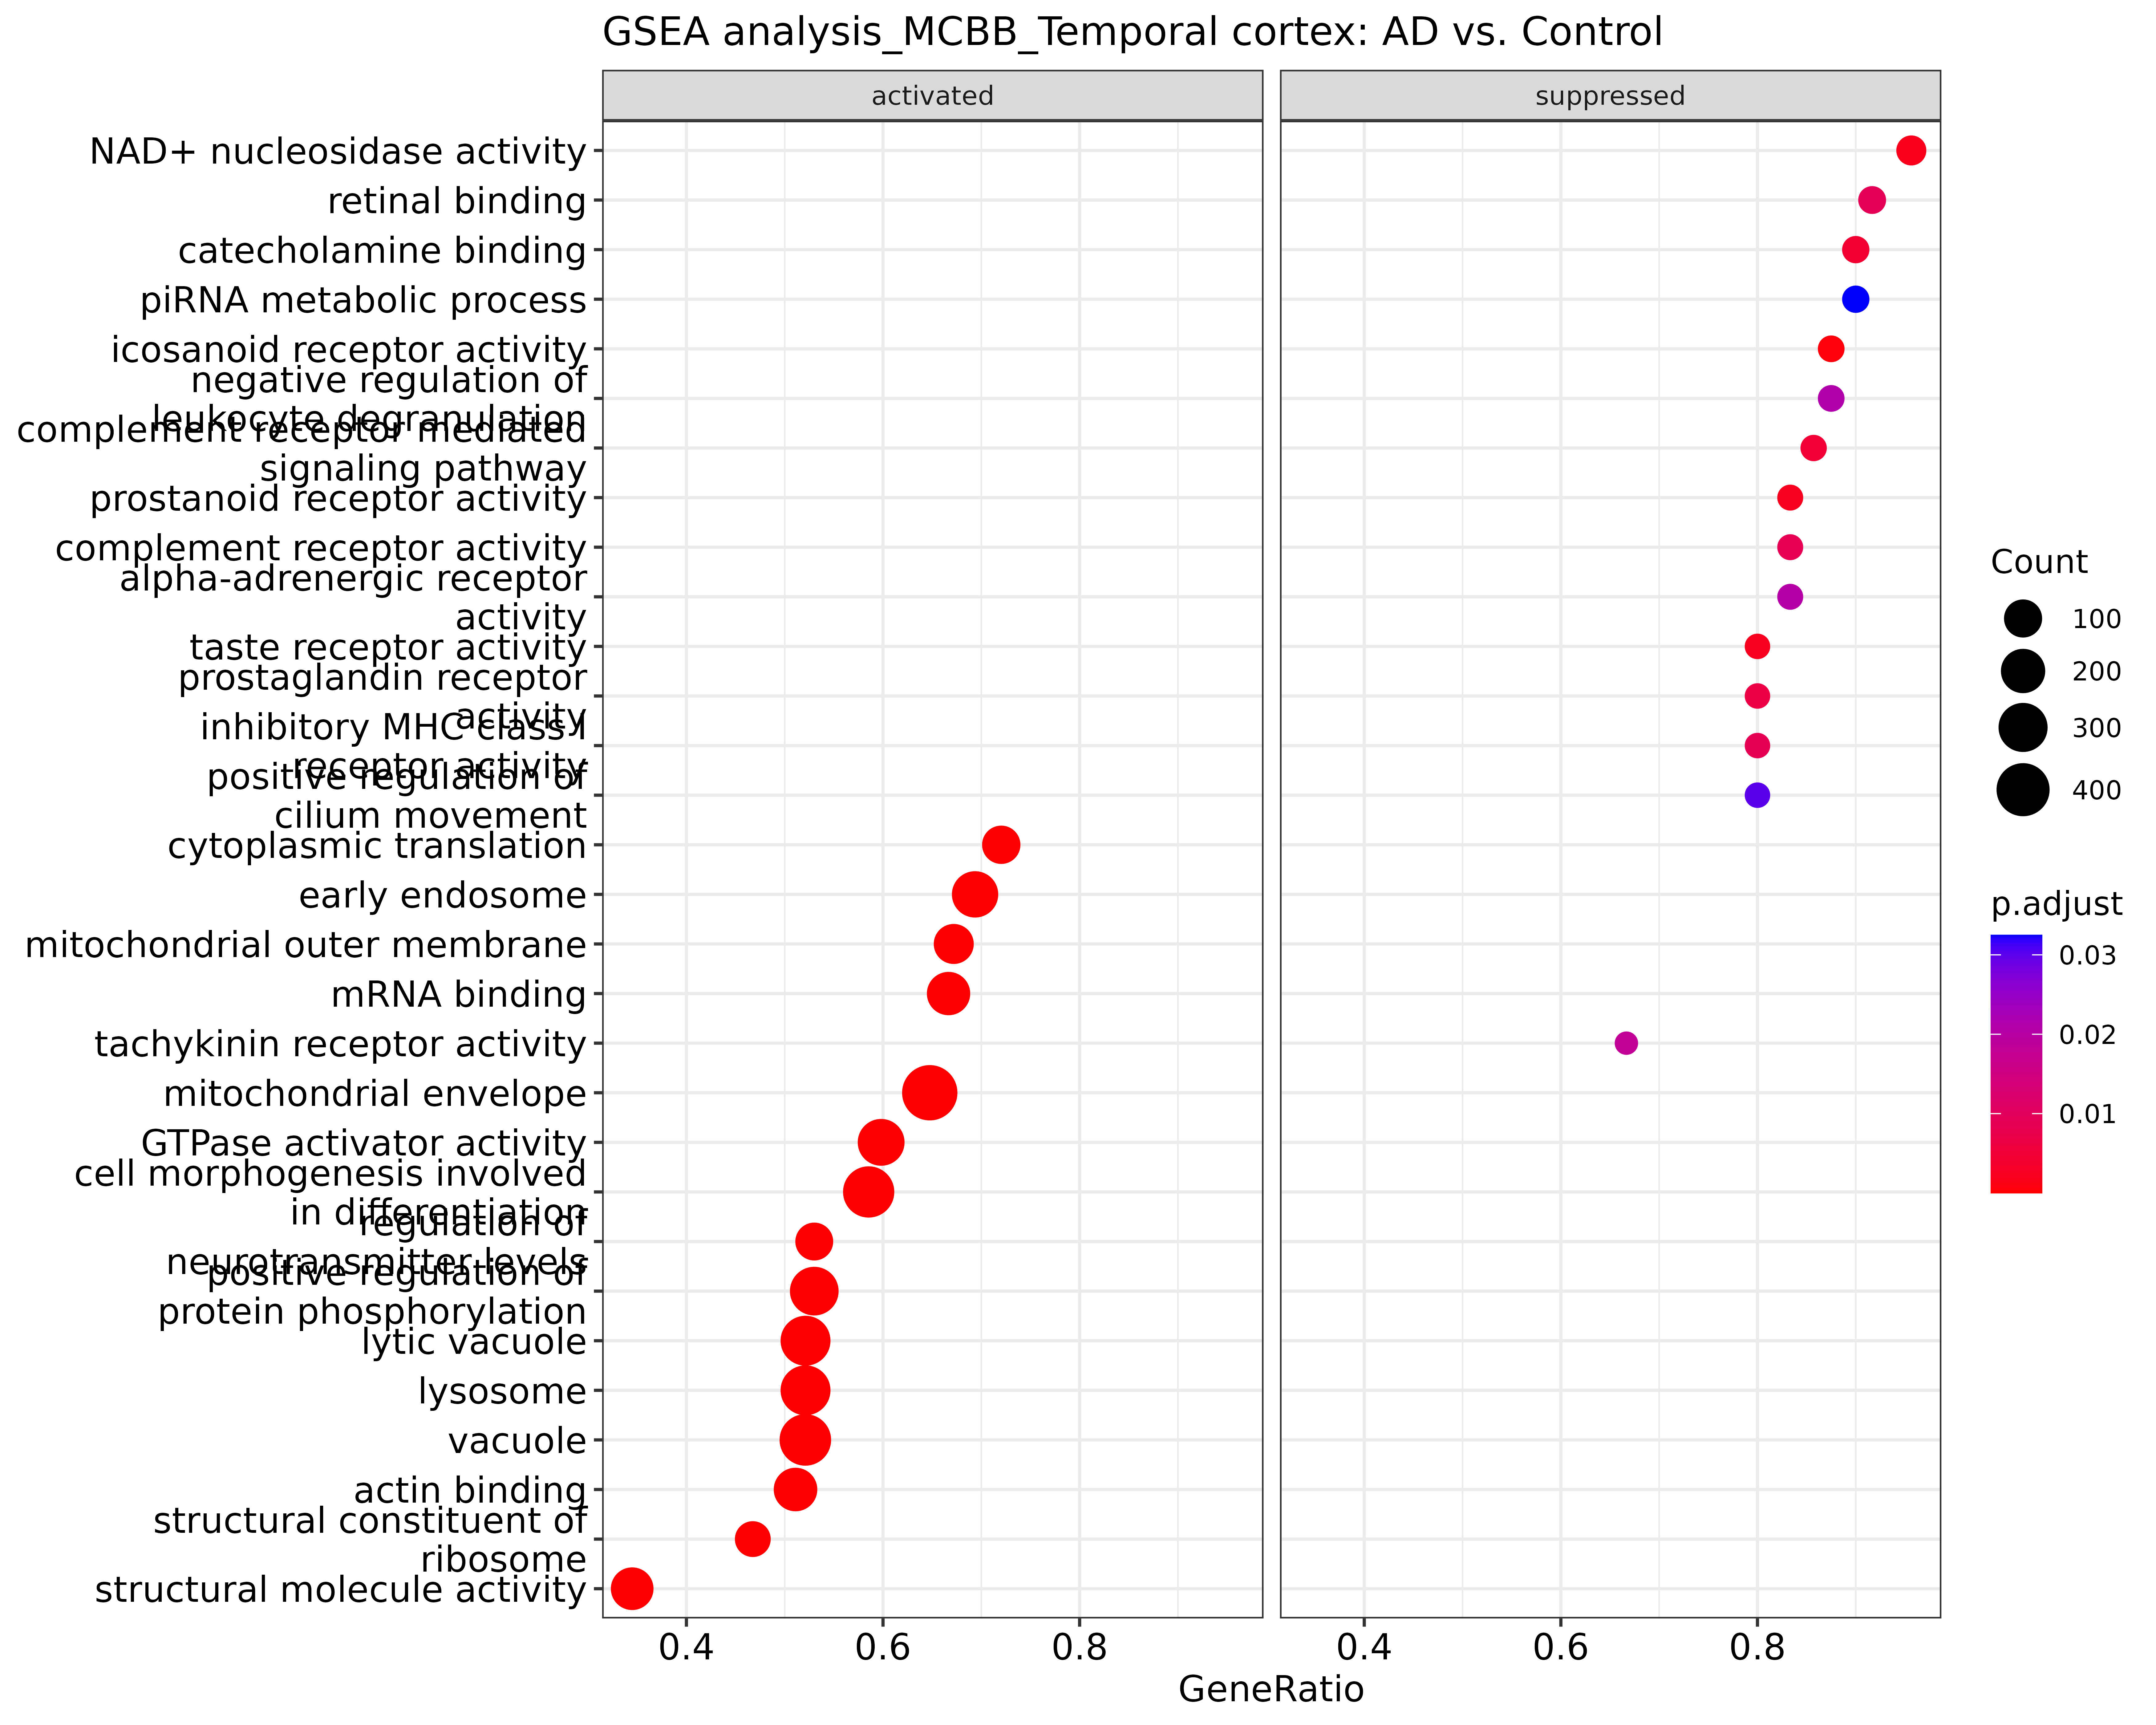 GSEA analysis_MCBB_Temporal cortex: AD vs. Control
activated
suppressed
NAD+ nucleosidase activity
retinal binding
catecholamine binding
piRNA metabolic process
icosanoid receptor activity
negative regulation of
leukocyte degranulation
complement receptor mediated
signaling pathway
prostanoid receptor activity
complement receptor activity
alpha-adrenergic receptor
activity
taste receptor activity
prostaglandin receptor
activity
inhibitory MHC class I
receptor activity
positive regulation of
cilium movement
cytoplasmic translation
early endosome
mitochondrial outer membrane
mRNA binding
tachykinin receptor activity
mitochondrial envelope
GTPase activator activity
cell morphogenesis involved
in differentiation
regulation of
neurotransmitter levels
positive regulation of
protein phosphorylation
lytic vacuole
lysosome
vacuole
actin binding
structural constituent of
ribosome
structural molecule activity
0.4 0.6 0.8
0.4 0.6 0.8
GeneRatio
Count
100
200
300
400
p.adjust
0.03
0.02
0.01